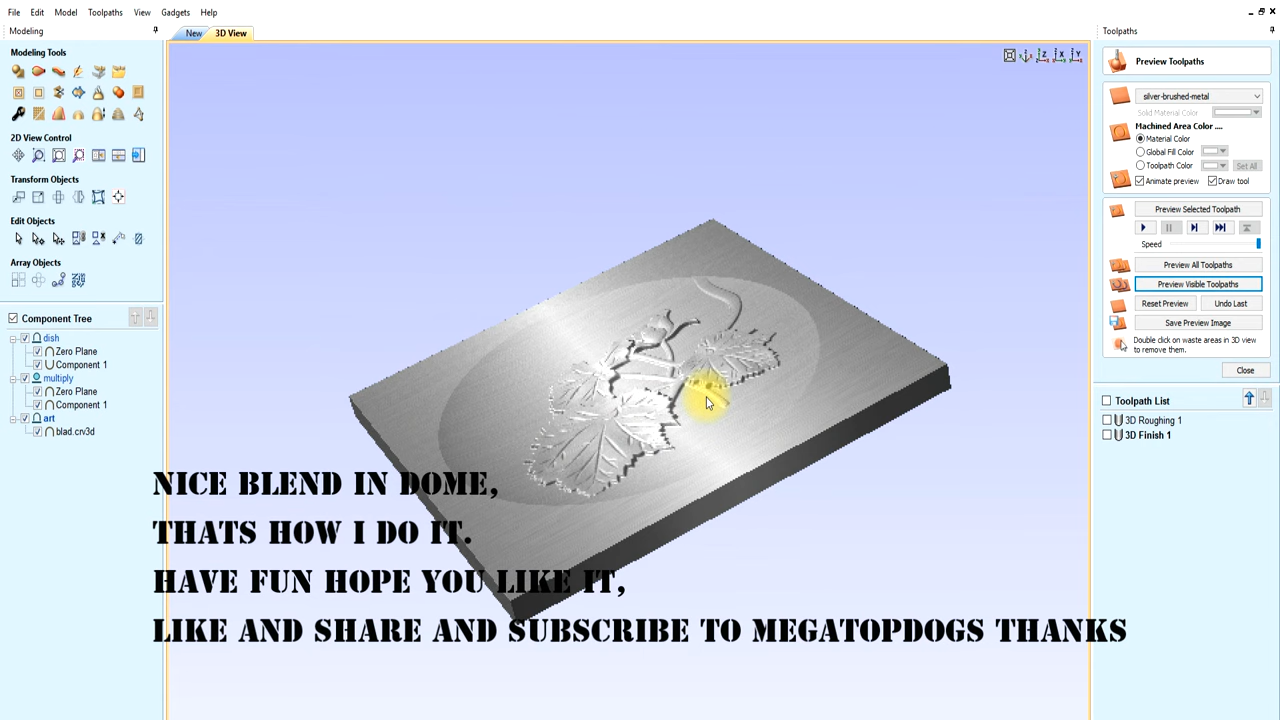 File Edit Model Toolpaths View Gadgets Help
Modeling
New
3D View
Toolpaths
Modeling Tools
2D View Control
Transform Objects
Edit Objects
Array Objects
Component Tree
dish
Zero Plane
Component 1
multiply
Zero Plane
Component 1
art
blad.crv3d
Z X Y
NICE BLEND IN DOME,
THATS HOW I DO IT.
HAVE FUN HOPE YOU LIKE IT,
LIKE AND SHARE AND SUBSCRIBE TO MEGATOPDOGS THANKS
Preview Toolpaths
silver-brushed-metal
Solid Material Color
Machined Area Color ....
Material Color
Global Fill Color
Toolpath Color
Set All
Animate preview
Draw tool
Preview Selected Toolpath
Speed
Preview All Toolpaths
Preview Visible Toolpaths
Reset Preview
Undo Last
Save Preview Image
Double click on waste areas in 3D view
to remove them.
Close
Toolpath List
3D Roughing 1
3D Finish 1